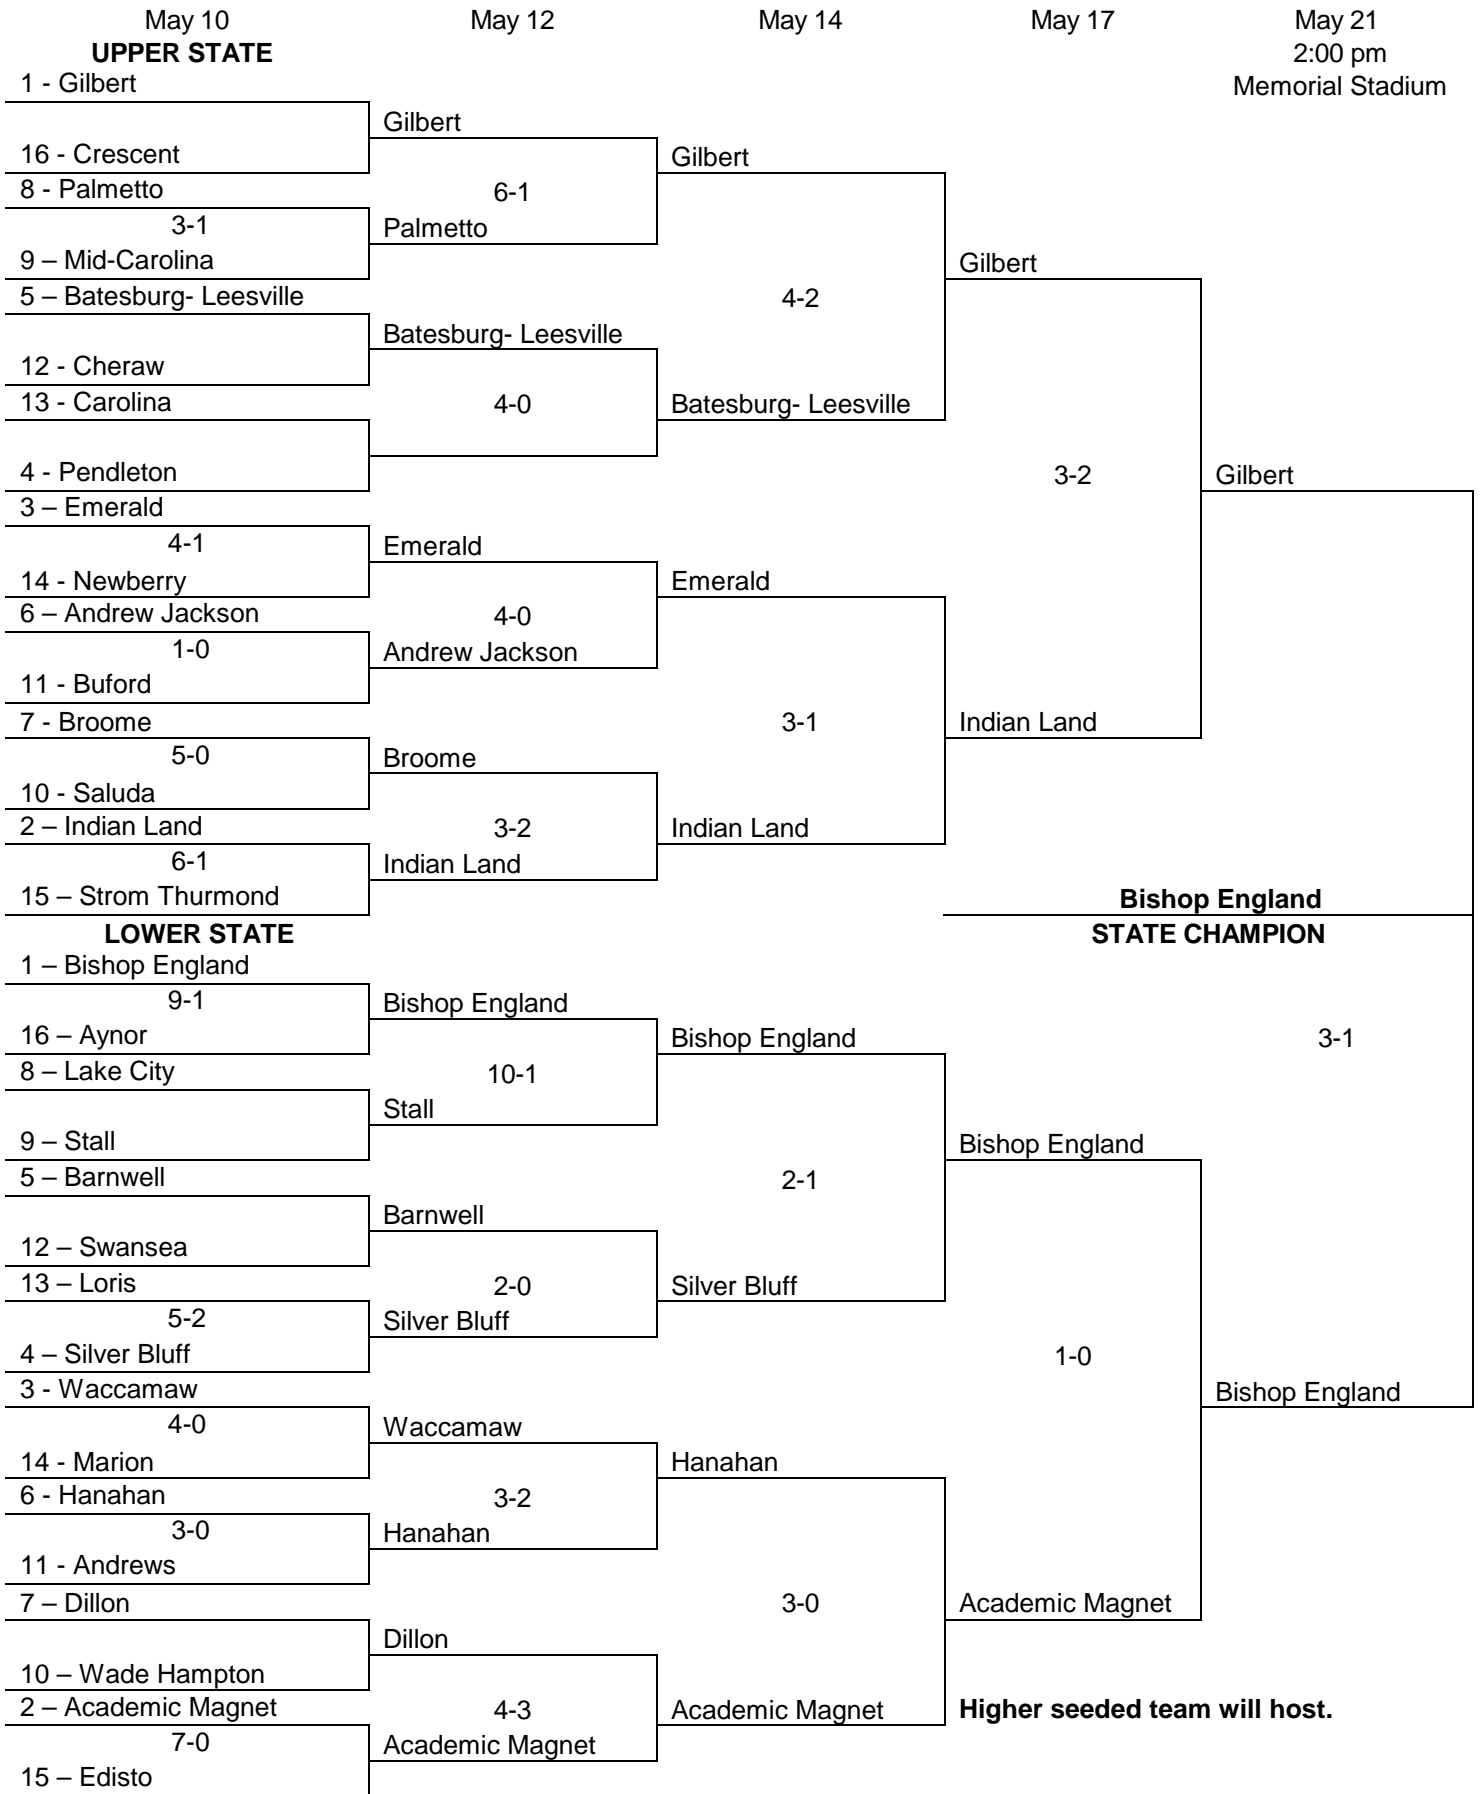 May 10 May 12 May 14 May 17 May 21
UPPER STATE 2:00 pm
1 - Gilbert Memorial Stadium
Gilbert
16 - Crescent Gilbert
8 - Palmetto 6-1
3-1 Palmetto
9 – Mid-Carolina Gilbert
5 – Batesburg- Leesville 4-2
Batesburg- Leesville
12 - Cheraw
13 - Carolina 4-0 Batesburg- Leesville
4 - Pendleton 3-2 Gilbert
3 – Emerald
4-1 Emerald
14 - Newberry Emerald
6 – Andrew Jackson 4-0
1-0 Andrew Jackson
11 - Buford
7 - Broome 3-1 Indian Land
5-0 Broome
10 - Saluda
2 – Indian Land 3-2 Indian Land
6-1 Indian Land
15 – Strom Thurmond Bishop England
LOWER STATE STATE CHAMPION
1 – Bishop England
9-1 Bishop England
16 – Aynor Bishop England 3-1
8 – Lake City 10-1
Stall
9 – Stall Bishop England
5 – Barnwell 2-1
Barnwell
12 – Swansea
13 – Loris 2-0 Silver Bluff
5-2 Silver Bluff
4 – Silver Bluff 1-0
3 - Waccamaw Bishop England
4-0 Waccamaw
14 - Marion Hanahan
6 - Hanahan 3-2
3-0 Hanahan
11 - Andrews
7 – Dillon 3-0 Academic Magnet
Dillon
10 – Wade Hampton
2 – Academic Magnet 4-3 Academic Magnet Higher seeded team will host.
7-0 Academic Magnet
15 – Edisto